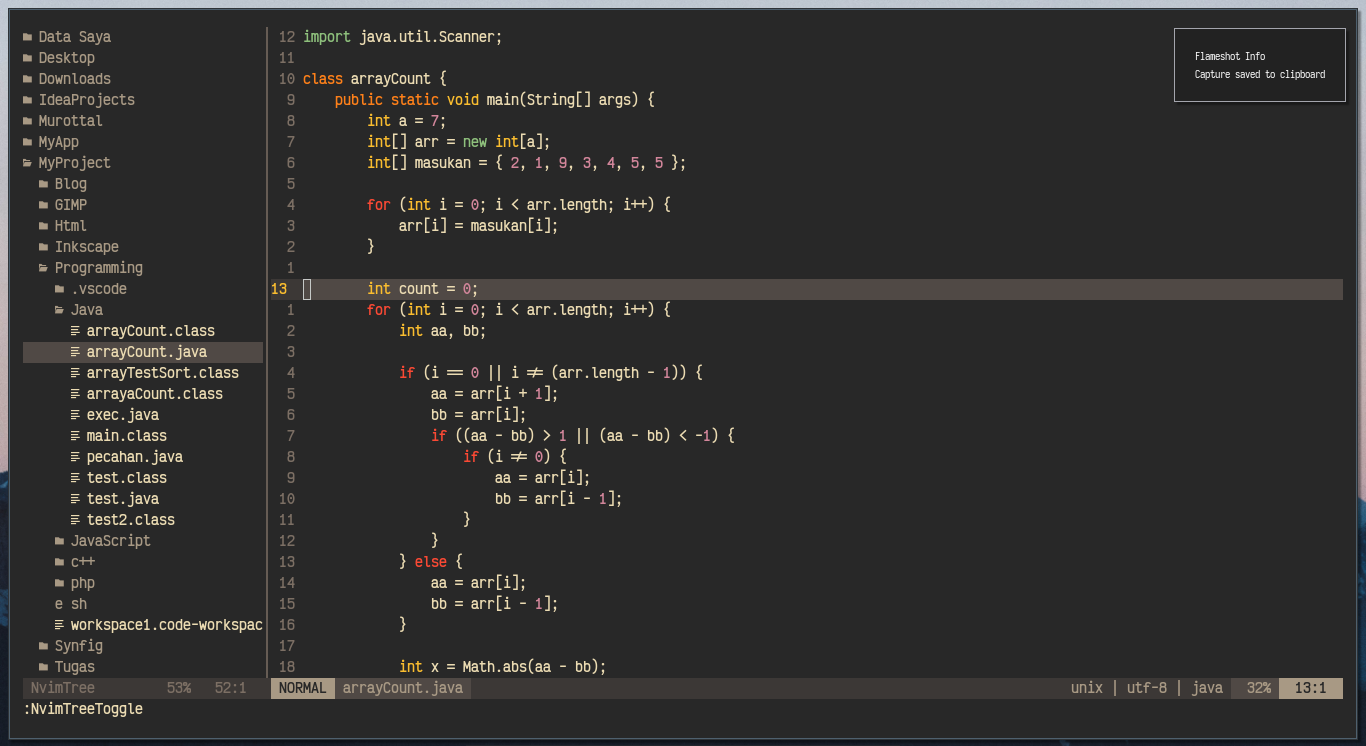 Data Saya
Desktop
Downloads
IdeaProjects
Murottal
MyApp
MyProject
Blog
GIMP
Html
Inkscape
Programming
.vscode
Java
arrayCount.class
arrayCount.java
arrayTestSort.class
arrayaCount.class
exec.java
main.class
pecahan.java
test.class
test.java
test2.class
JavaScript
c++
php
e sh
workspace1.code-workspac
Synfig
Tugas
NvimTree 53% 52:1
12 import java.util.Scanner;
11
10 class arrayCount {
9 public static void main(String[] args) {
8 int a = 7;
7 int[] arr = new int[a];
6 int[] masukan = { 2, 1, 9, 3, 4, 5, 5 };
5
4 for (int i = 0; i < arr.length; i++) {
3 arr[i] = masukan[i];
2 }
1
13 int count = 0;
1 for (int i = 0; i < arr.length; i++) {
2 int aa, bb;
3
4 if (i == 0 || i != (arr.length - 1)) {
5 aa = arr[i + 1];
6 bb = arr[i];
7 if ((aa - bb) > 1 || (aa - bb) < -1) {
8 if (i != 0) {
9 aa = arr[i];
10 bb = arr[i - 1];
11 }
12 }
13 } else {
14 aa = arr[i];
15 bb = arr[i - 1];
16 }
17
18 int x = Math.abs(aa - bb);
NORMAL arrayCount.java unix | utf-8 | java 32% 13:1
:NvimTreeToggle
Flameshot Info
Capture saved to clipboard